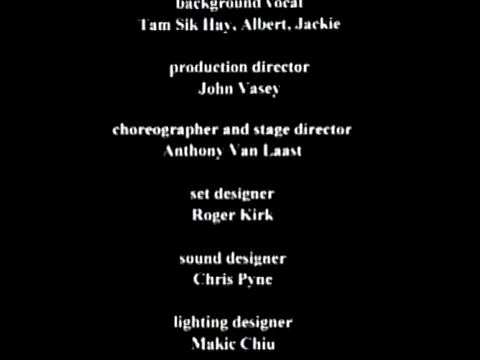 background vocal
Tam Sik Hay, Albert, Jackie
production director
John Vasey
choreographer and stage director
Anthony Van Laast
set designer
Roger Kirk
sound designer
Chris Pyne
lighting designer
Makie Chiu